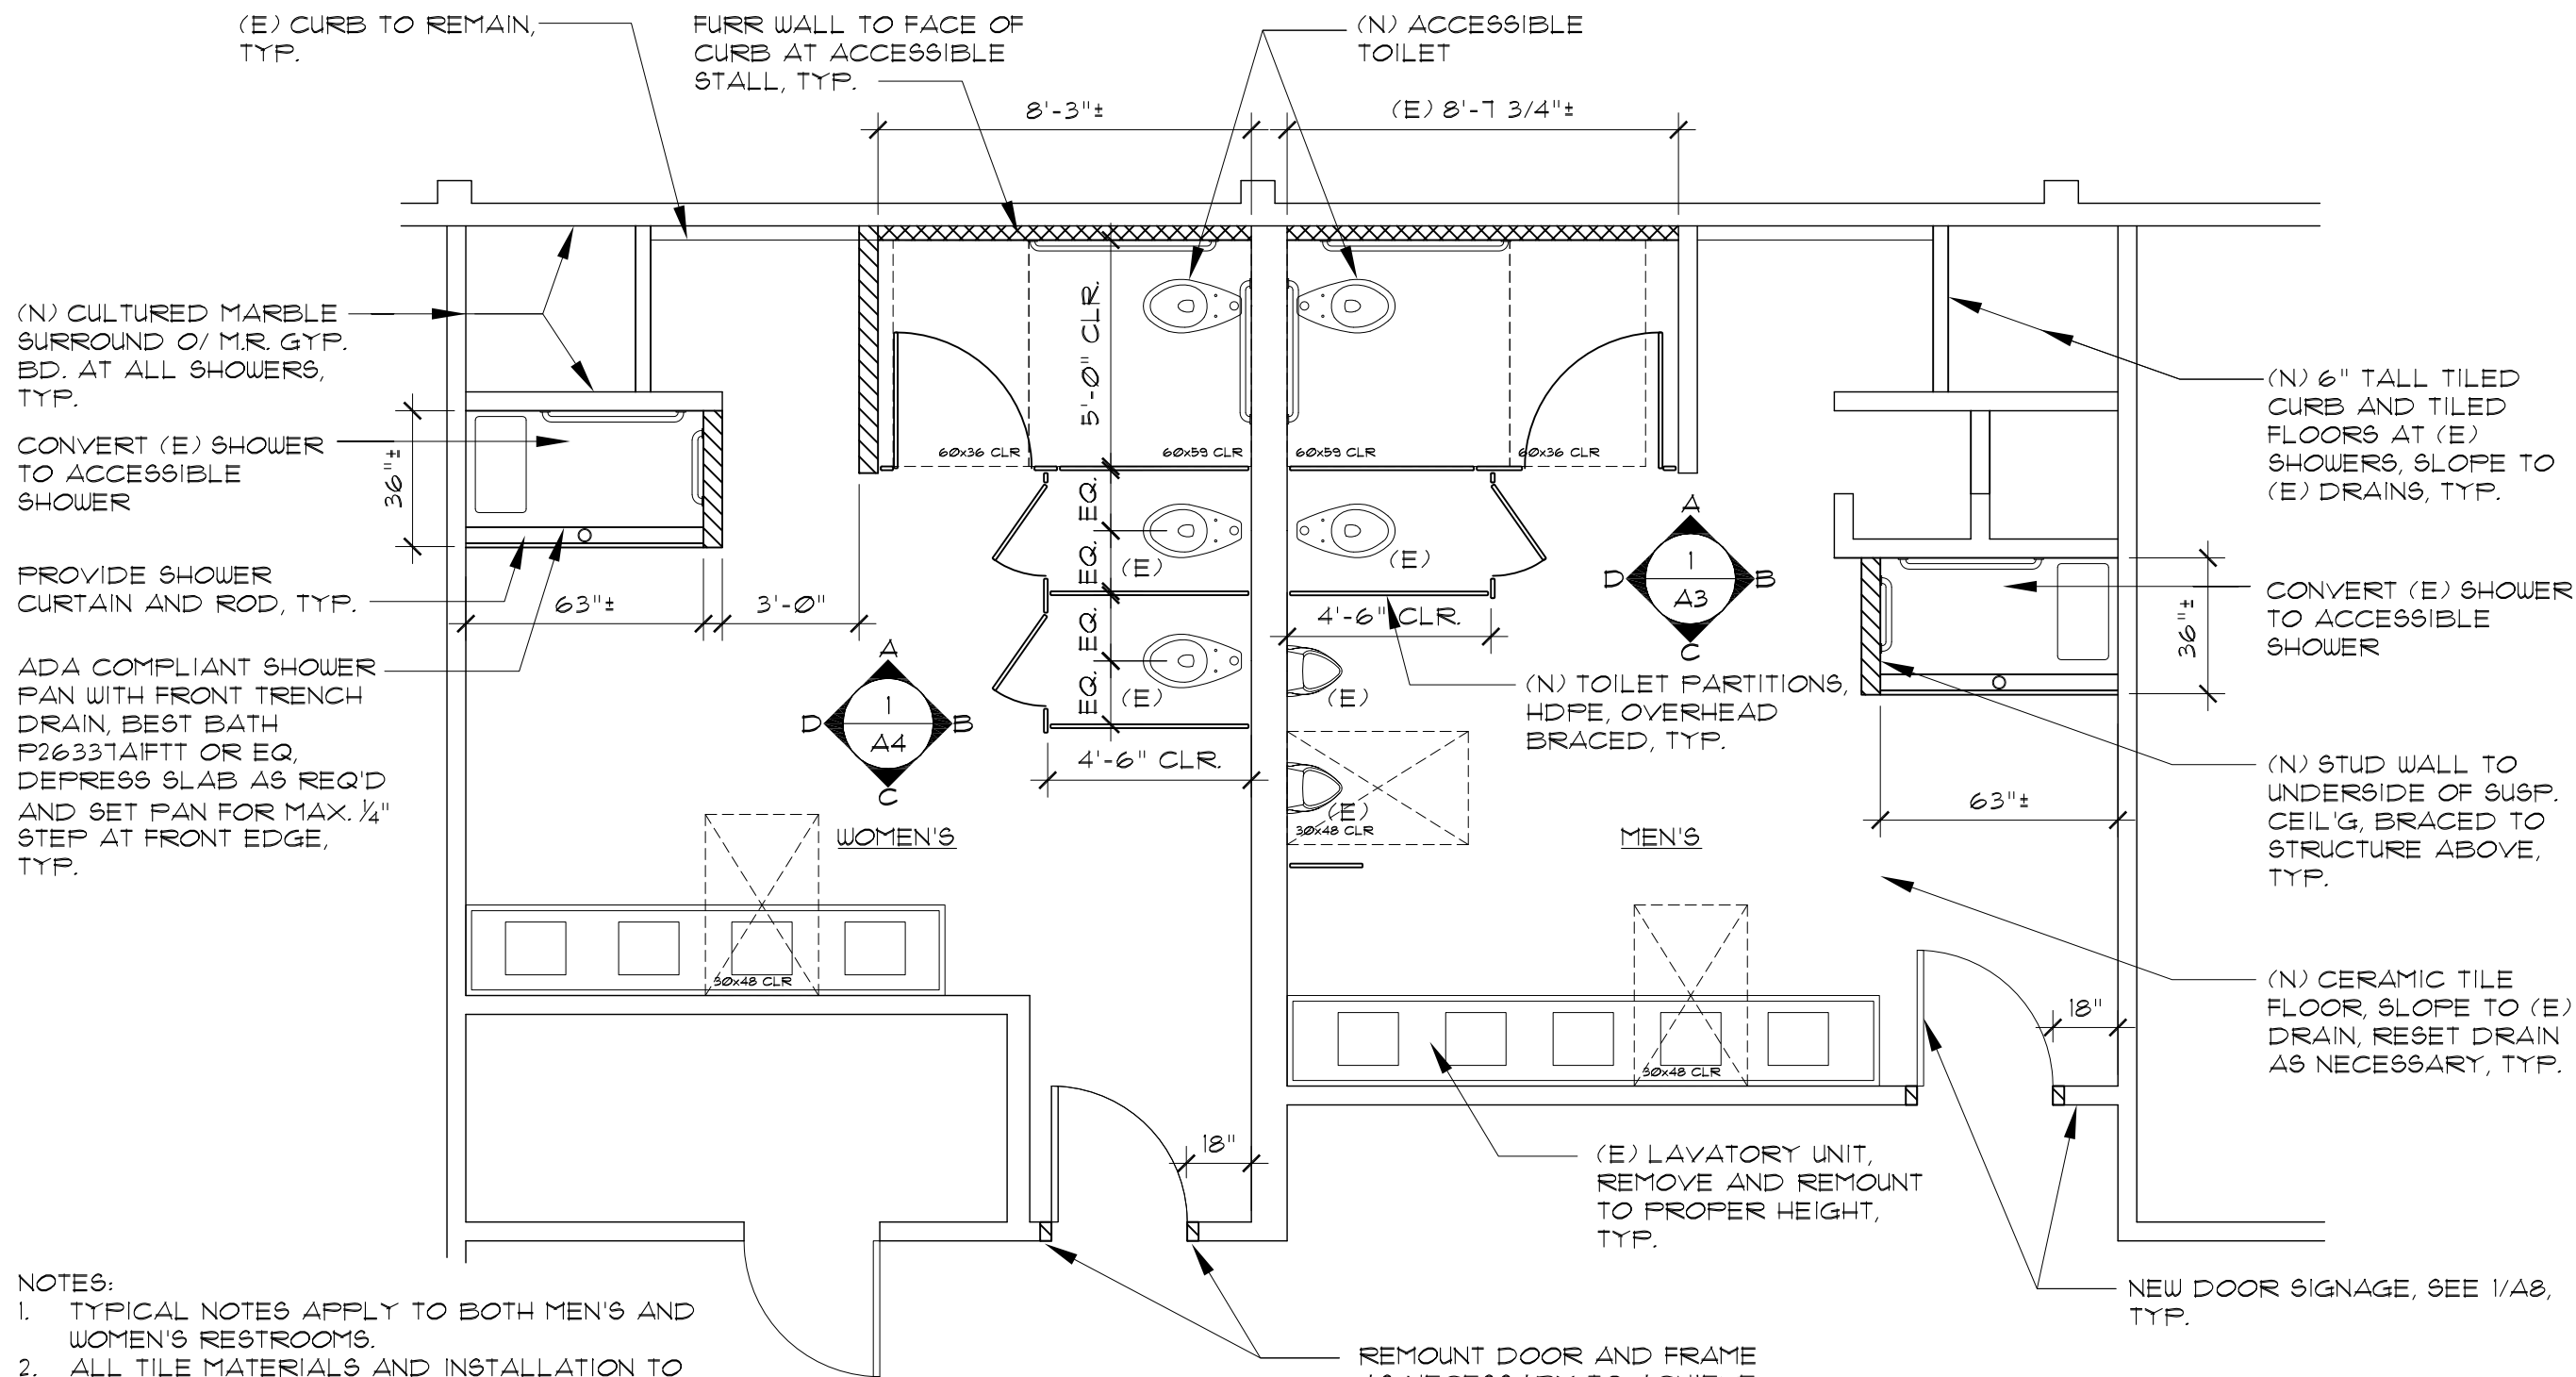 (E) CURB TO REMAIN,
TYP.
FURR WALL TO FACE OF
CURB AT ACCESSIBLE
STALL, TYP.
(N) ACCESSIBLE
TOILET
8'-3"±
(E) 8'-7 3/4"±
(N) CULTURED MARBLE
SURROUND O/ M.R. GYP.
BD. AT ALL SHOWERS,
TYP.
CONVERT (E) SHOWER
TO ACCESSIBLE
SHOWER
36"±
PROVIDE SHOWER
CURTAIN AND ROD, TYP.
63"±
3'-0"
ADA COMPLIANT SHOWER
PAN WITH FRONT TRENCH
DRAIN, BEST BATH
P26337A1FTT OR EQ,
DEPRESS SLAB AS REQ'D
AND SET PAN FOR MAX. 1/4"
STEP AT FRONT EDGE,
TYP.
5'-0" CLR.
60x36 CLR
60x59 CLR
60x59 CLR
60x36 CLR
EQ.
EQ.
EQ.
EQ.
(E)
(E)
(E)
(E)
(E)
4'-6" CLR.
4'-6" CLR.
A
D
1
B
A4
C
A
D
1
B
A3
C
(N) TOILET PARTITIONS,
HDPE, OVERHEAD
BRACED, TYP.
30x48 CLR
WOMEN'S
MEN'S
30x48 CLR
30x48 CLR
(N) 6" TALL TILED
CURB AND TILED
FLOORS AT (E)
SHOWERS, SLOPE TO
(E) DRAINS, TYP.
CONVERT (E) SHOWER
TO ACCESSIBLE
SHOWER
36"±
63"±
(N) STUD WALL TO
UNDERSIDE OF SUSP.
CEIL'G, BRACED TO
STRUCTURE ABOVE,
TYP.
(N) CERAMIC TILE
FLOOR, SLOPE TO (E)
DRAIN, RESET DRAIN
AS NECESSARY, TYP.
18"
18"
(E) LAVATORY UNIT,
REMOVE AND REMOUNT
TO PROPER HEIGHT,
TYP.
NEW DOOR SIGNAGE, SEE 1/A8,
TYP.
NOTES:
1. TYPICAL NOTES APPLY TO BOTH MEN'S AND
WOMEN'S RESTROOMS.
2. ALL TILE MATERIALS AND INSTALLATION TO
REMOUNT DOOR AND FRAME
AS NECESSARY TO ACHIEVE